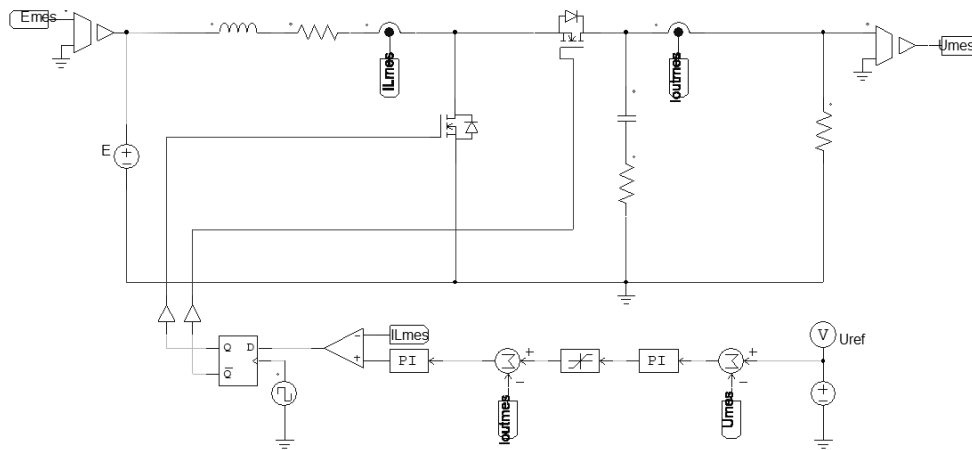 Emes
ILmes
Ioutmes
Umes
E
V
Uref
Q
D
Q̅
ILmes
PI
PI
Ioutmes
Umes